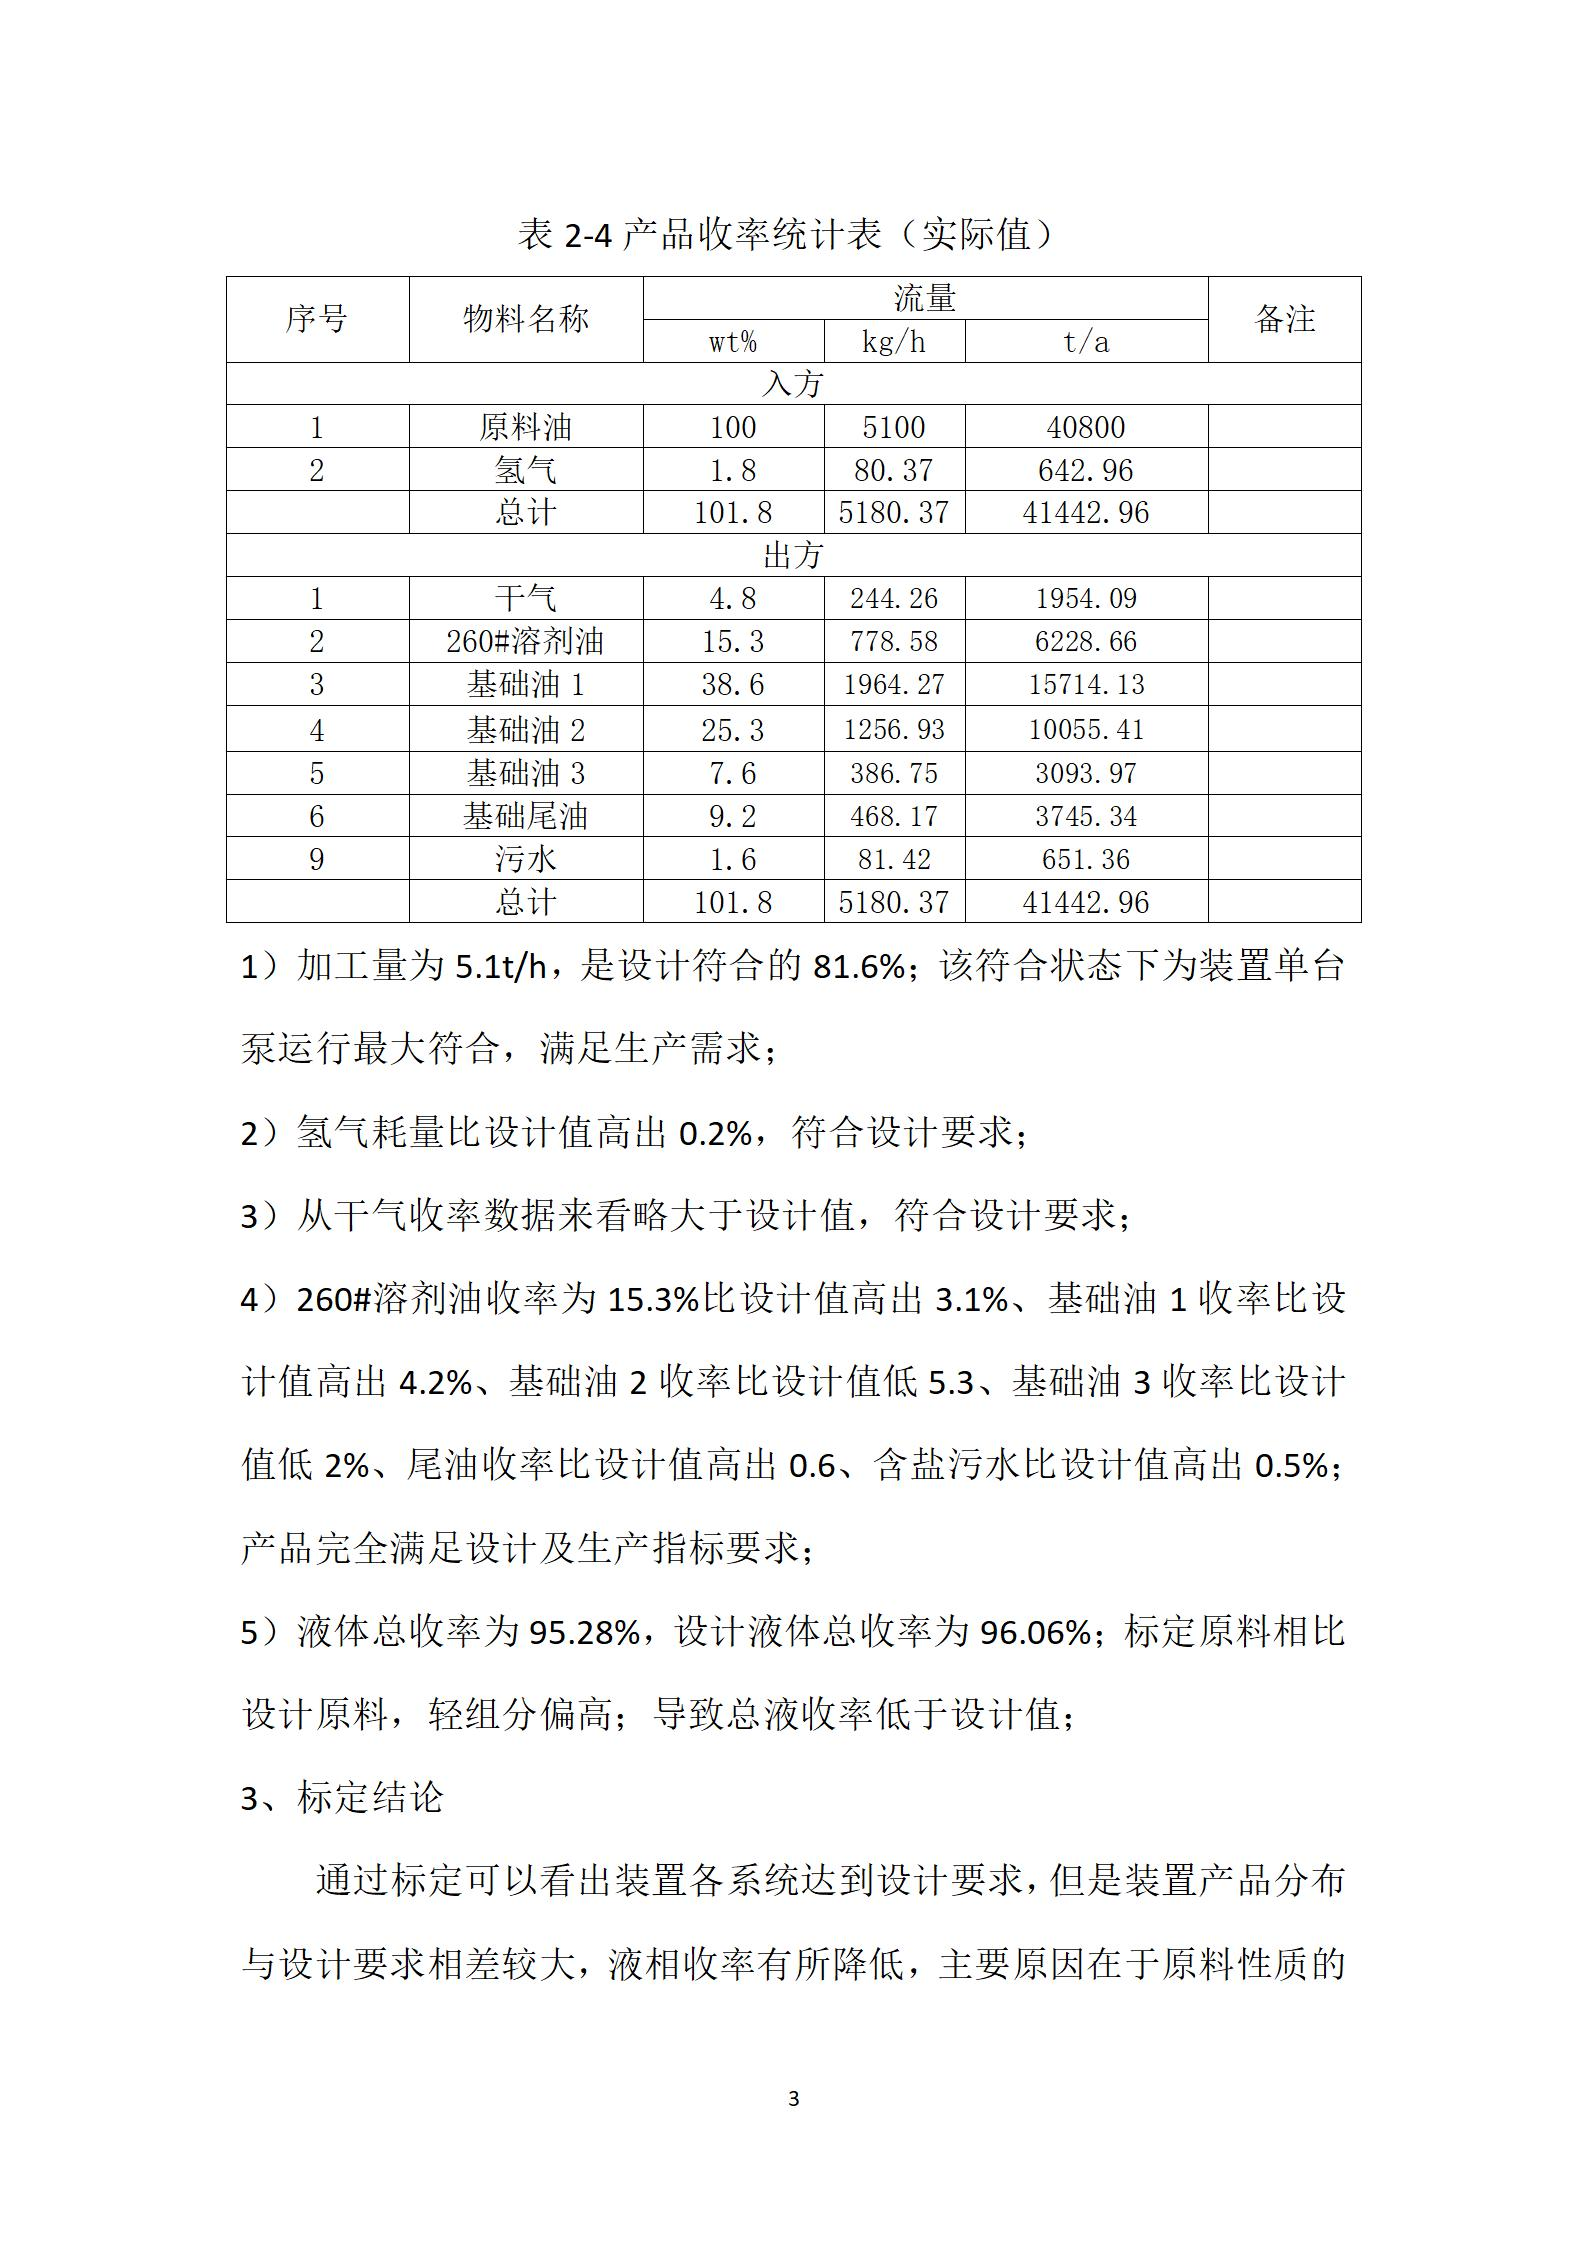 表 2-4 产品收率统计表（实际值）
序号 物料名称 流量 备注
wt% kg/h t/a
入方
1 原料油 100 5100 40800
2 氢气 1.8 80.37 642.96
总计 101.8 5180.37 41442.96
出方
1 干气 4.8 244.26 1954.09
2 260#溶剂油 15.3 778.58 6228.66
3 基础油 1 38.6 1964.27 15714.13
4 基础油 2 25.3 1256.93 10055.41
5 基础油 3 7.6 386.75 3093.97
6 基础尾油 9.2 468.17 3745.34
9 污水 1.6 81.42 651.36
总计 101.8 5180.37 41442.96
1）加工量为 5.1t/h，是设计符合的 81.6%；该符合状态下为装置单台
泵运行最大符合，满足生产需求；
2）氢气耗量比设计值高出 0.2%，符合设计要求；
3）从干气收率数据来看略大于设计值，符合设计要求；
4）260#溶剂油收率为 15.3%比设计值高出 3.1%、基础油 1 收率比设
计值高出 4.2%、基础油 2 收率比设计值低 5.3、基础油 3 收率比设计
值低 2%、尾油收率比设计值高出 0.6、含盐污水比设计值高出 0.5%；
产品完全满足设计及生产指标要求；
5）液体总收率为 95.28%，设计液体总收率为 96.06%；标定原料相比
设计原料，轻组分偏高；导致总液收率低于设计值；
3、标定结论
通过标定可以看出装置各系统达到设计要求，但是装置产品分布
与设计要求相差较大，液相收率有所降低，主要原因在于原料性质的
3